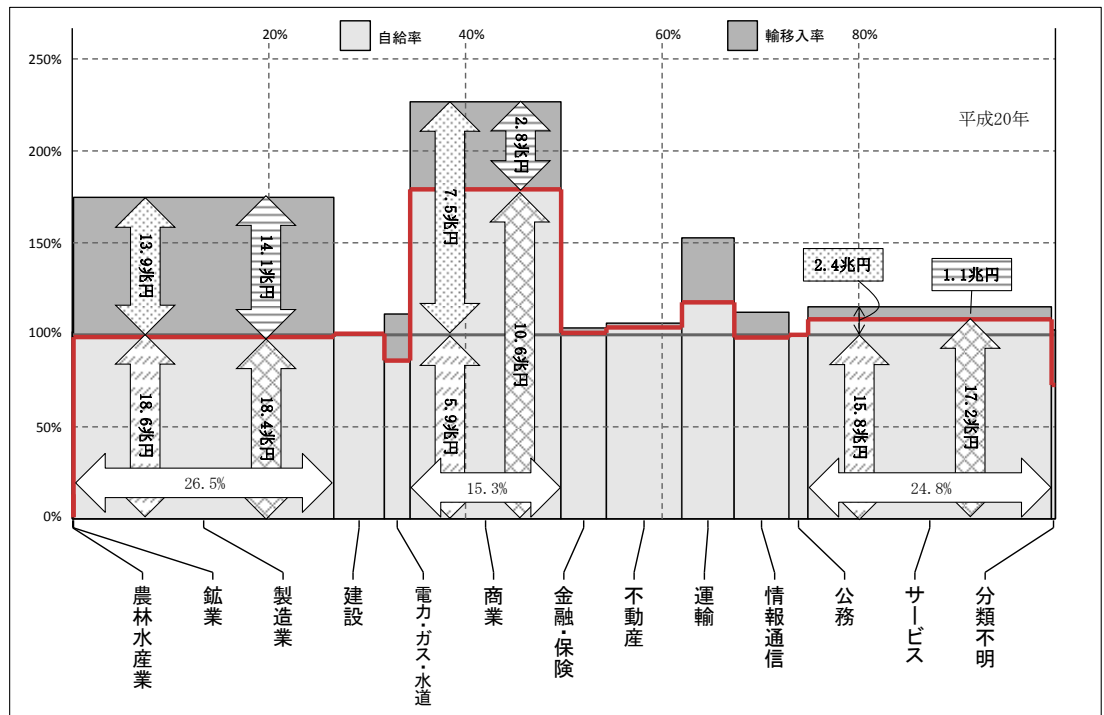 20%
自給率
40%
60%
輸移入率
80%
250%
200%
150%
100%
50%
0%
平成20年
13.9兆円
14.1兆円
18.6兆円
18.4兆円
26.5%
7.5兆円
2.8兆円
5.9兆円
10.6兆円
15.3%
2.4兆円
1.1兆円
15.8兆円
17.2兆円
24.8%
農林水産業
鉱業
製造業
建設
電力・ガス・水道
商業
金融・保険
不動産
運輸
情報通信
公務
サービス
分類不明